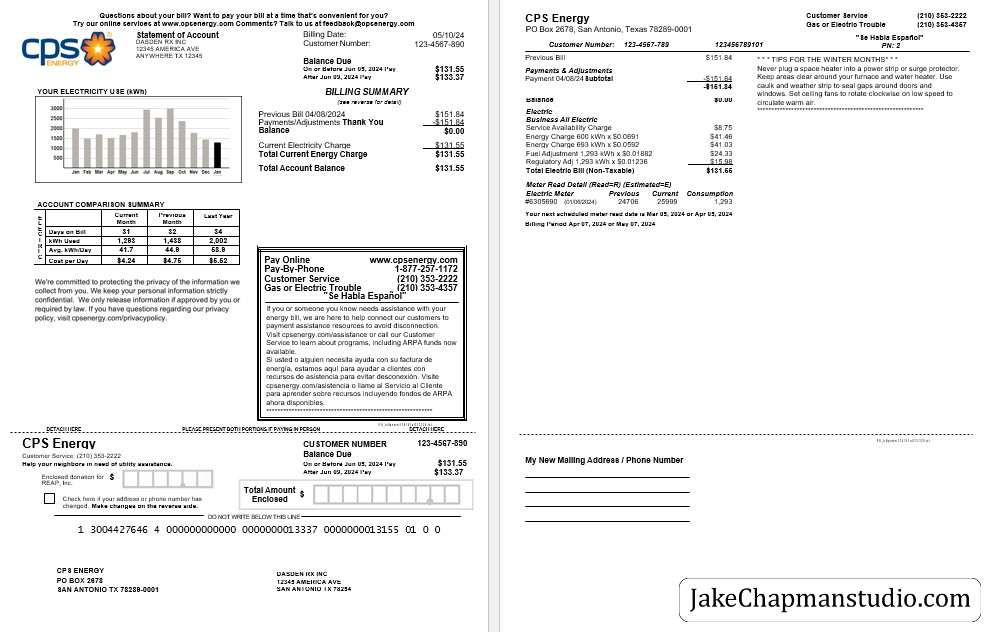 Questions about your bill? Want to pay your bill at a time that's convenient for you?
Try our online services at www.cpsenergy.com Comments? Talk to us at feedback@cpsenergy.com
cps
ENERGY
Statement of Account
DASDEN RX INC
12345 AMERICA AVE
ANYWHERE TX 12345
Billing Date: 05/10/24
Customer Number: 123-4567-890
Balance Due
On or Before Jun 05, 2024 Pay $131.55
After Jun 09, 2024 Pay $133.37
YOUR ELECTRICITY USE (kWh)
2500
2000
1500
1000
500
Jan Feb Mar Apr May Jun Jul Aug Sep Oct Nov Dec Jan
BILLING SUMMARY
(see reverse for detail)
Previous Bill 04/08/2024 $151.84
Payments/Adjustments Thank You -$151.84
Balance $0.00
Current Electricity Charge $131.55
Total Current Energy Charge $131.55
Total Account Balance $131.55
ACCOUNT COMPARISON SUMMARY
ELECTRIC
Current Month Previous Month Last Year
Days on Bill 31 32 34
kWh Used 1,293 1,438 2,002
Avg. kWh/Day 41.7 44.9 58.9
Cost per Day $4.24 $4.75 $5.52
We're committed to protecting the privacy of the information we
collect from you. We keep your personal information strictly
confidential. We only release information if approved by you or
required by law. If you have questions regarding our privacy
policy, visit cpsenergy.com/privacypolicy.
Pay Online www.cpsenergy.com
Pay-By-Phone 1-877-257-1172
Customer Service (210) 353-2222
Gas or Electric Trouble (210) 353-4357
"Se Habla Español"
If you or someone you know needs assistance with your
energy bill, we are here to help connect our customers to
payment assistance resources to avoid disconnection.
Visit cpsenergy.com/assistance or call our Customer
Service to learn about programs, including ARPA funds now
available.
Si usted o alguien necesita ayuda con su factura de
energía, estamos aquí para ayudar a clientes con
recursos de asistencia para evitar desconexión. Visite
cpsenergy.com/asistencia o llame al Servicio al Cliente
para aprender sobre recursos incluyendo fondos de ARPA
ahora disponibles.
DETACH HERE PLEASE PRESENT BOTH PORTIONS IF PAYING IN PERSON DETACH HERE
CPS Energy
Customer Service (210) 353-2222
Help your neighbors in need of utility assistance.
CUSTOMER NUMBER 123-4567-890
Balance Due
On or Before Jun 05, 2024 Pay $131.55
After Jun 09, 2024 Pay $133.37
Enclosed donation for
REAP, Inc.
$
Check here if your address or phone number has
changed. Make changes on the reverse side.
Total Amount
Enclosed
$
DO NOT WRITE BELOW THIS LINE
1 3004427646 4 000000000000 00000000013337 00000000013155 01 0 0
CPS ENERGY
PO BOX 2678
SAN ANTONIO TX 78289-0001
DASDEN RX INC
12345 AMERICA AVE
SAN ANTONIO TX 78254
CPS Energy
PO Box 2678, San Antonio, Texas 78289-0001
Customer Service (210) 353-2222
Gas or Electric Trouble (210) 353-4357
"Se Habla Español"
Customer Number: 123-4567-789 123456789101 PN: 2
Previous Bill $151.84
Payments & Adjustments
Payment 04/08/24 -$151.84
Subtotal -$151.84
Balance $0.00
Electric
Business All Electric
Service Availability Charge $8.75
Energy Charge 600 kWh x $0.0691 $41.46
Energy Charge 693 kWh x $0.0592 $41.03
Fuel Adjustment 1,293 kWh x $0.01882 $24.33
Regulatory Adj 1,293 kWh x $0.01236 $15.98
Total Electric Bill (Non-Taxable) $131.55
Meter Read Detail (Read=R) (Estimated=E)
Electric Meter Previous Current Consumption
#6305690 (01/06/2024) 24706 25999 1,293
Your next scheduled meter read date is Mar 05, 2024 or Apr 05, 2024
Billing Period Apr 07, 2024 or May 07, 2024
* * * TIPS FOR THE WINTER MONTHS* * *
Never plug a space heater into a power strip or surge protector.
Keep areas clear around your furnace and water heater. Use
caulk and weather strip to seal gaps around doors and
windows. Set ceiling fans to rotate clockwise on low speed to
circulate warm air.
My New Mailing Address / Phone Number
JakeChapmanstudio.com